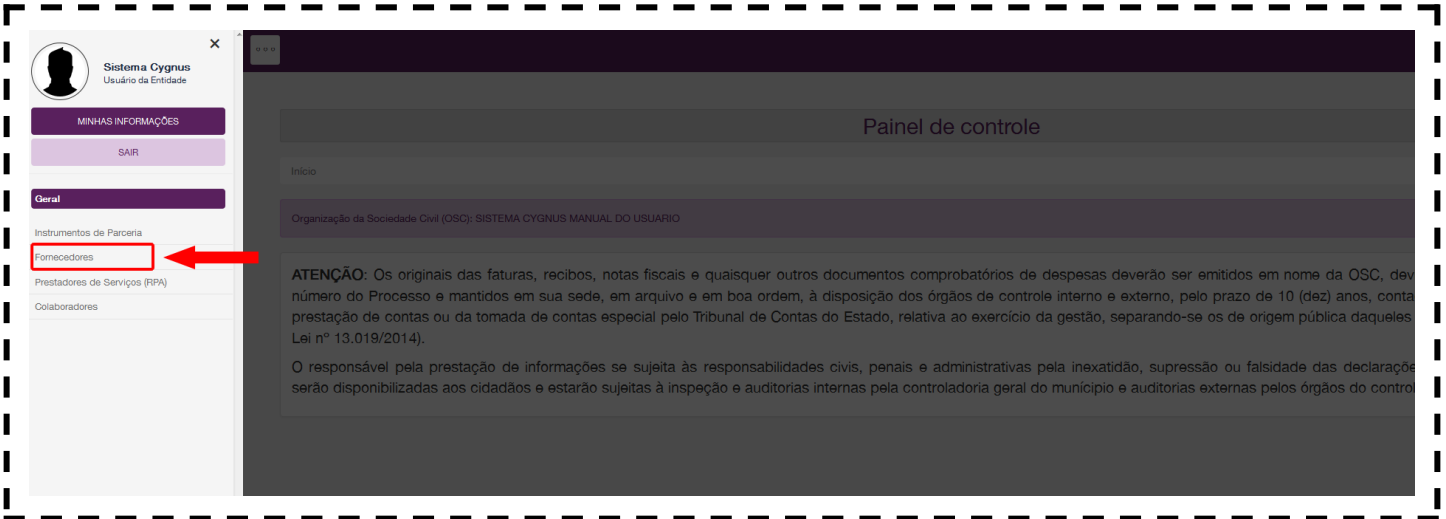 ×
Sistema Cygnus
Usuário da Entidade
MINHAS INFORMAÇÕES
SAIR
Geral
Instrumentos de Parceria
Fornecedores
Prestadores de Serviços (RPA)
Colaboradores
Painel de controle
Início
Organização da Sociedade Civil (OSC): SISTEMA CYGNUS MANUAL DO USUARIO
ATENÇÃO: Os originais das faturas, recibos, notas fiscais e quaisquer outros documentos comprobatórios de despesas deverão ser emitidos em nome da OSC, dev
número do Processo e mantidos em sua sede, em arquivo e em boa ordem, à disposição dos órgãos de controle interno e externo, pelo prazo de 10 (dez) anos, conta
prestação de contas ou da tomada de contas especial pelo Tribunal de Contas do Estado, relativa ao exercício da gestão, separando-se os de origem pública daqueles
Lei nº 13.019/2014).
O responsável pela prestação de informações se sujeita às responsabilidades civis, penais e administrativas pela inexatidão, supressão ou falsidade das declaraçõe
serão disponibilizadas aos cidadãos e estarão sujeitas à inspeção e auditorias internas pela controladoria geral do munícipio e auditorias externas pelos órgãos do control